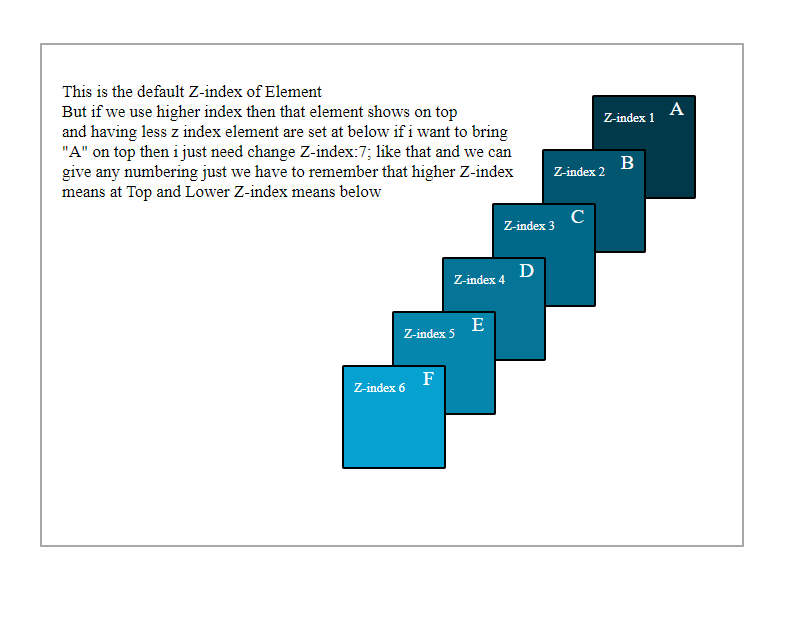 This is the default Z-index of Element
But if we use higher index then that element shows on top
and having less z index element are set at below if i want to bring
"A" on top then i just need change Z-index:7; like that and we can
give any numbering just we have to remember that higher Z-index
means at Top and Lower Z-index means below
Z-index 1 A
Z-index 2 B
Z-index 3 C
Z-index 4 D
Z-index 5 E
Z-index 6 F